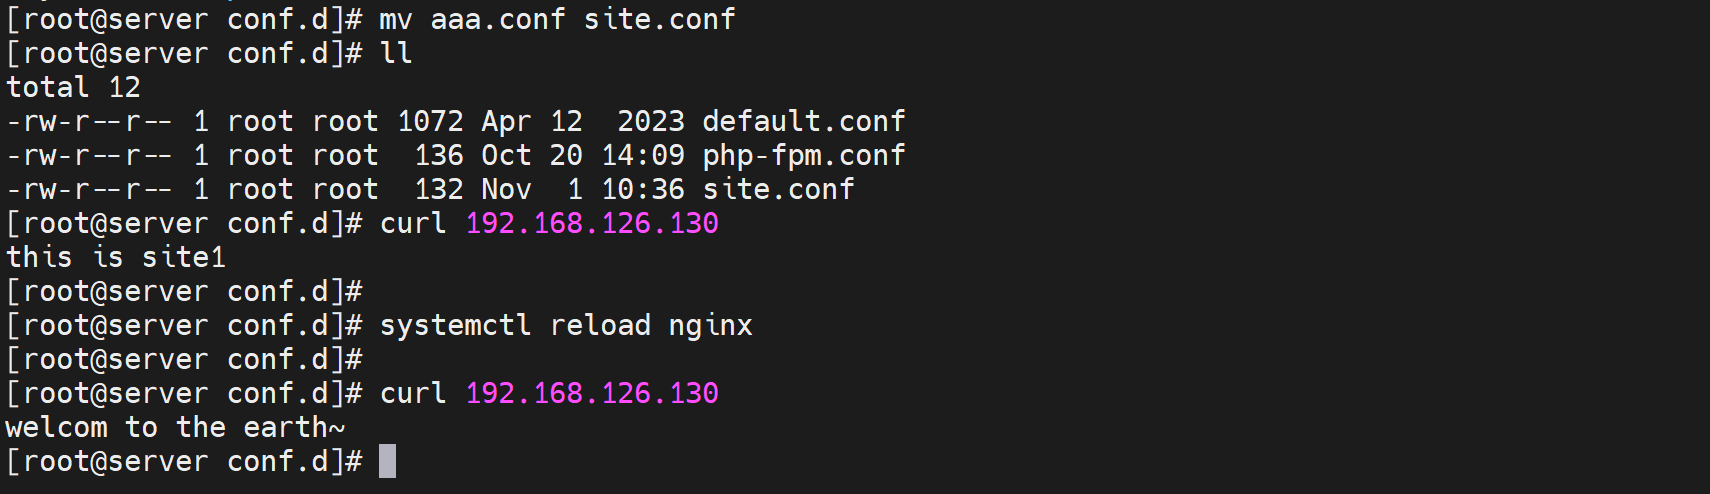 [root@server conf.d]# mv aaa.conf site.conf
[root@server conf.d]# ll
total 12
-rw-r--r-- 1 root root 1072 Apr 12  2023 default.conf
-rw-r--r-- 1 root root  136 Oct 20 14:09 php-fpm.conf
-rw-r--r-- 1 root root  132 Nov  1 10:36 site.conf
[root@server conf.d]# curl 192.168.126.130
this is site1
[root@server conf.d]#
[root@server conf.d]# systemctl reload nginx
[root@server conf.d]#
[root@server conf.d]# curl 192.168.126.130
welcom to the earth~
[root@server conf.d]#